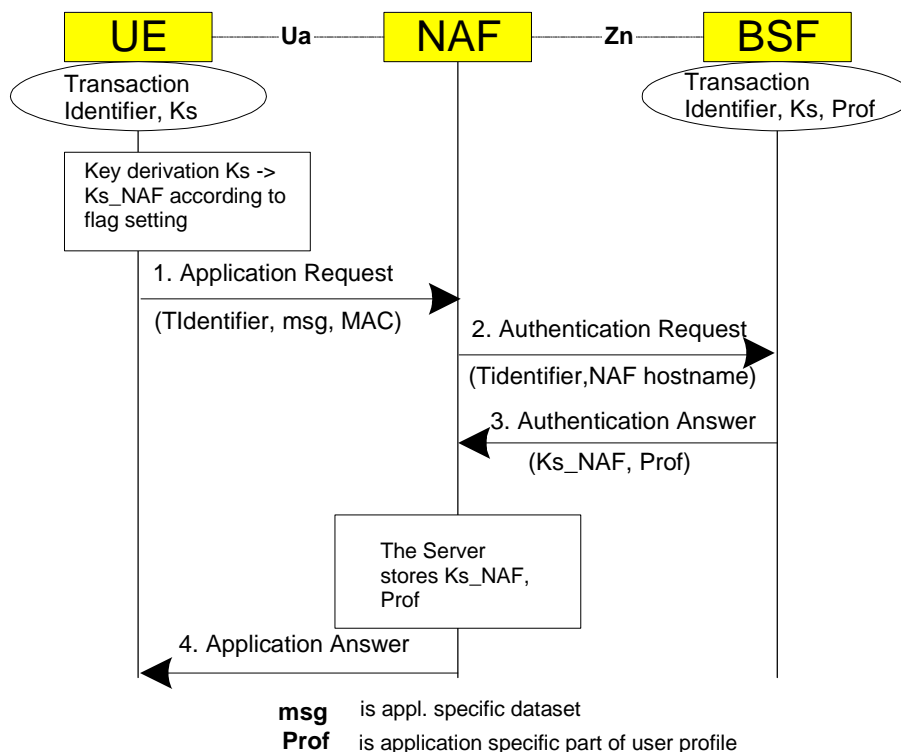 UE
Ua
NAF
Zn
BSF
Transaction
Identifier, Ks
Transaction
Identifier, Ks, Prof
Key derivation Ks ->
Ks_NAF according to
flag setting
1. Application Request
(TIdentifier, msg, MAC)
2. Authentication Request
(Tidentifier,NAF hostname)
3. Authentication Answer
(Ks_NAF, Prof)
The Server
stores Ks_NAF,
Prof
4. Application Answer
msg is appl. specific dataset
Prof is application specific part of user profile